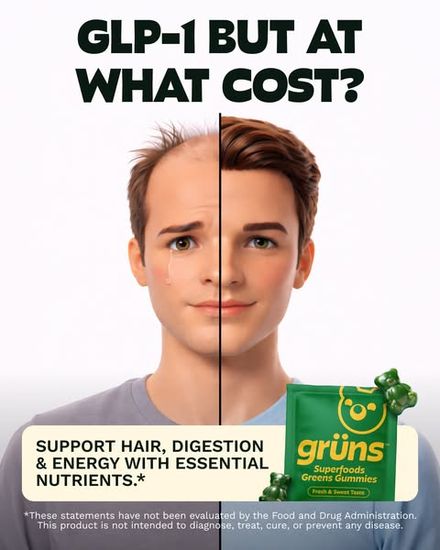 GLP-1 BUT AT
WHAT COST?
SUPPORT HAIR, DIGESTION
& ENERGY WITH ESSENTIAL
NUTRIENTS.*
grüns
Superfoods
Greens Gummies
Fresh & Sweet Taste
*These statements have not been evaluated by the Food and Drug Administration.
This product is not intended to diagnose, treat, cure, or prevent any disease.